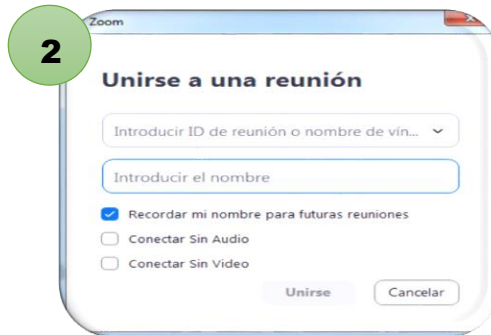 2
Zoom
Unirse a una reunión
Introducir ID de reunión o nombre de vín...
Introducir el nombre
Recordar mi nombre para futuras reuniones
Conectar Sin Audio
Conectar Sin Video
Unirse Cancelar